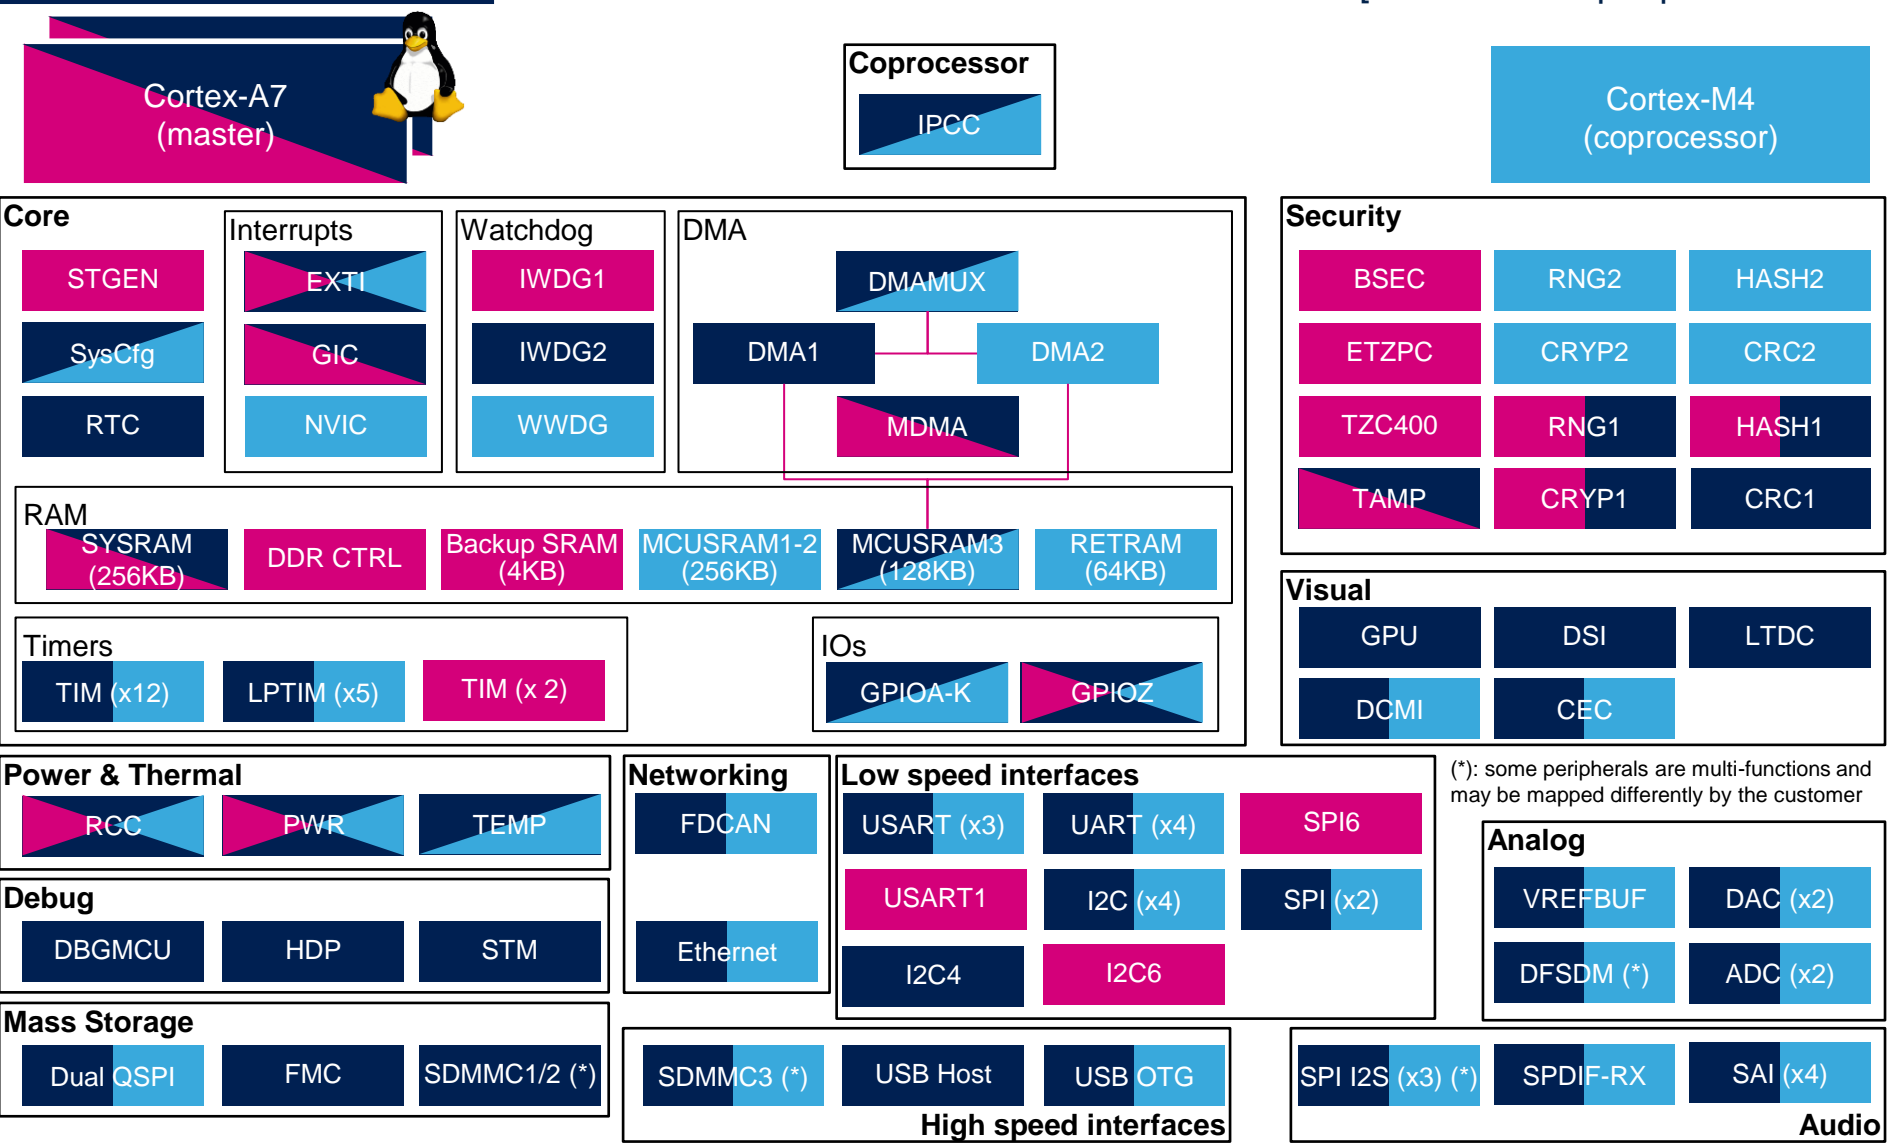 Cortex-A7
(master)
Coprocessor
IPCC
Cortex-M4
(coprocessor)
Core
STGEN
SysCfg
RTC
Interrupts
EXTI
GIC
NVIC
Watchdog
IWDG1
IWDG2
WWDG
DMA
DMAMUX
DMA1
DMA2
MDMA
RAM
SYSRAM
(256KB)
DDR CTRL
Backup SRAM
(4KB)
MCUSRAM1-2
(256KB)
MCUSRAM3
(128KB)
RETRAM
(64KB)
Timers
TIM (x12)
LPTIM (x5)
TIM (x 2)
IOs
GPIOA-K
GPIOZ
Security
BSEC
RNG2
HASH2
ETZPC
CRYP2
CRC2
TZC400
RNG1
HASH1
TAMP
CRYP1
CRC1
Visual
GPU
DSI
LTDC
DCMI
CEC
Power & Thermal
RCC
PWR
TEMP
Debug
DBGMCU
HDP
STM
Mass Storage
Dual QSPI
FMC
SDMMC1/2 (*)
Networking
FDCAN
Ethernet
Low speed interfaces
USART (x3)
UART (x4)
SPI6
USART1
I2C (x4)
SPI (x2)
I2C4
I2C6
(*): some peripherals are multi-functions and
may be mapped differently by the customer
Analog
VREFBUF
DAC (x2)
DFSDM (*)
ADC (x2)
SDMMC3 (*)
USB Host
USB OTG
High speed interfaces
SPI I2S (x3) (*)
SPDIF-RX
SAI (x4)
Audio